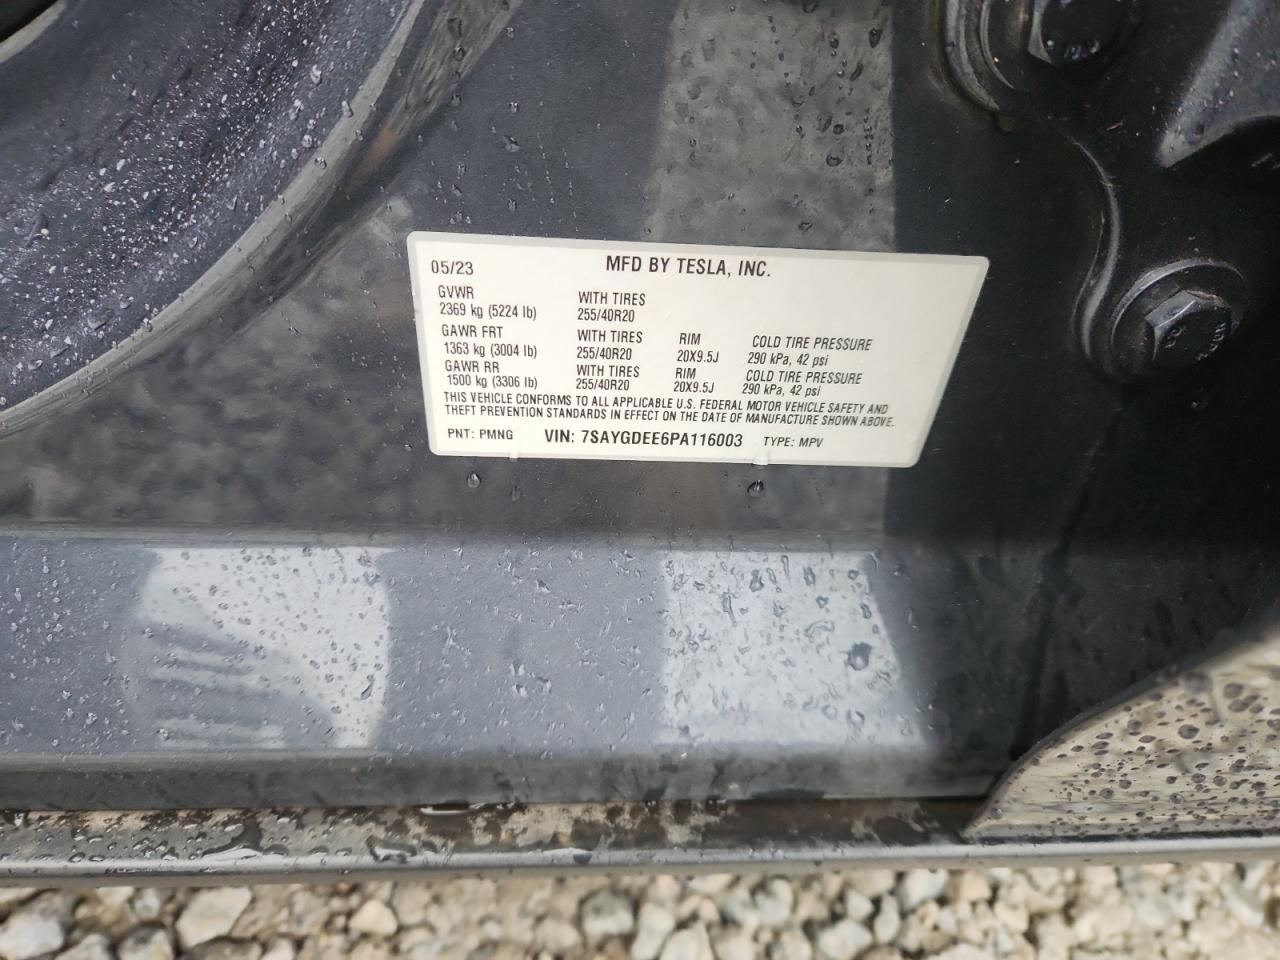 05/23 MFD BY TESLA, INC.
GVWR WITH TIRES
2369 kg (5224 lb) 255/40R20
GAWR FRT WITH TIRES RIM COLD TIRE PRESSURE
1363 kg (3004 lb) 255/40R20 20X9.5J 290 kPa, 42 psi
GAWR RR WITH TIRES RIM COLD TIRE PRESSURE
1500 kg (3306 lb) 255/40R20 20X9.5J 290 kPa, 42 psi
THIS VEHICLE CONFORMS TO ALL APPLICABLE U.S. FEDERAL MOTOR VEHICLE SAFETY AND
THEFT PREVENTION STANDARDS IN EFFECT ON THE DATE OF MANUFACTURE SHOWN ABOVE.
PNT: PMNG VIN: 7SAYGDEE6PA116003 TYPE: MPV